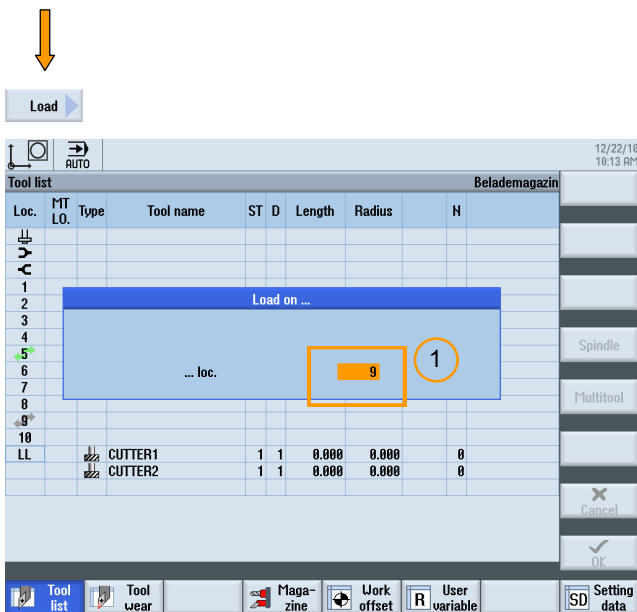 Load
AUTO
12/22/10
10:13 AM
Tool list Belademagazin
Loc. MT LO. Type Tool name ST D Length Radius N
1
2
3
4
5
6
7
8
9
10
Load on ...
... loc. 9
1
LL CUTTER1 1 1 0.000 0.000 0
CUTTER2 1 1 0.000 0.000 0
Spindle
Multitool
Cancel
OK
Tool list
Tool wear
Maga- zine
Work offset
R User variable
SD Setting data